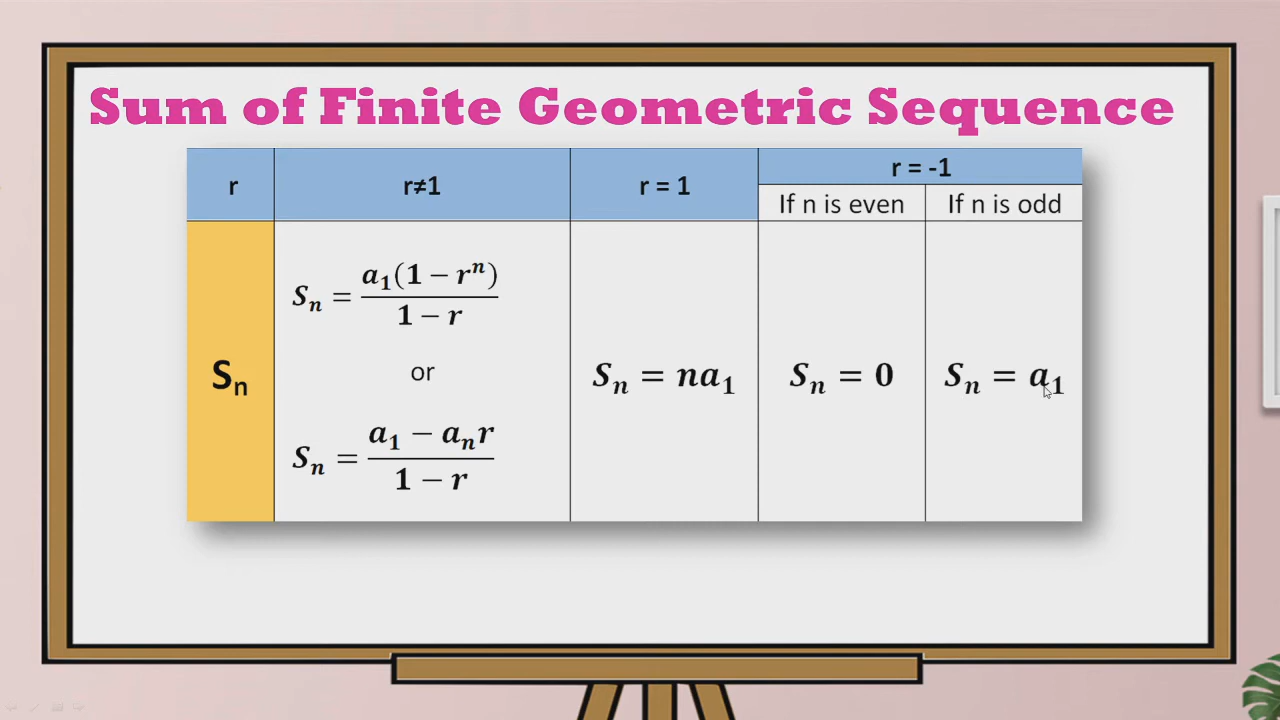 Sum of Finite Geometric Sequence
r
r≠1
r = 1
r = -1
If n is even
If n is odd
Sₙ
Sₙ = a₁(1 − rⁿ) / 1 − r
or
Sₙ = a₁ − aₙr / 1 − r
Sₙ = na₁
Sₙ = 0
Sₙ = a₁